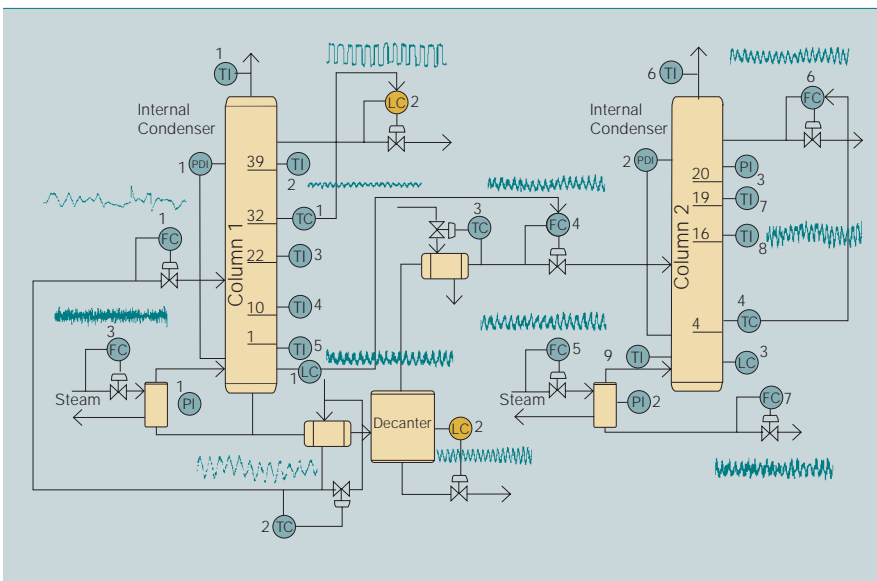 1
TI
Internal
Condenser
LC 2
1 PDI
39 TI
2
32 TC 1
1
FC
22 TI 3
Column 1
10 TI 4
1 TI 5
1 LC
3
FC
Steam
1
PI
2 TC
Decanter
LC 2
3
TC
FC 4
6 TI
Internal
Condenser
6
FC
2 PDI
20 PI
3
19 TI 7
16 TI
8
Column 2
4
4 TC
LC 3
FC 5
9
TI
Steam
PI 2
FC 7